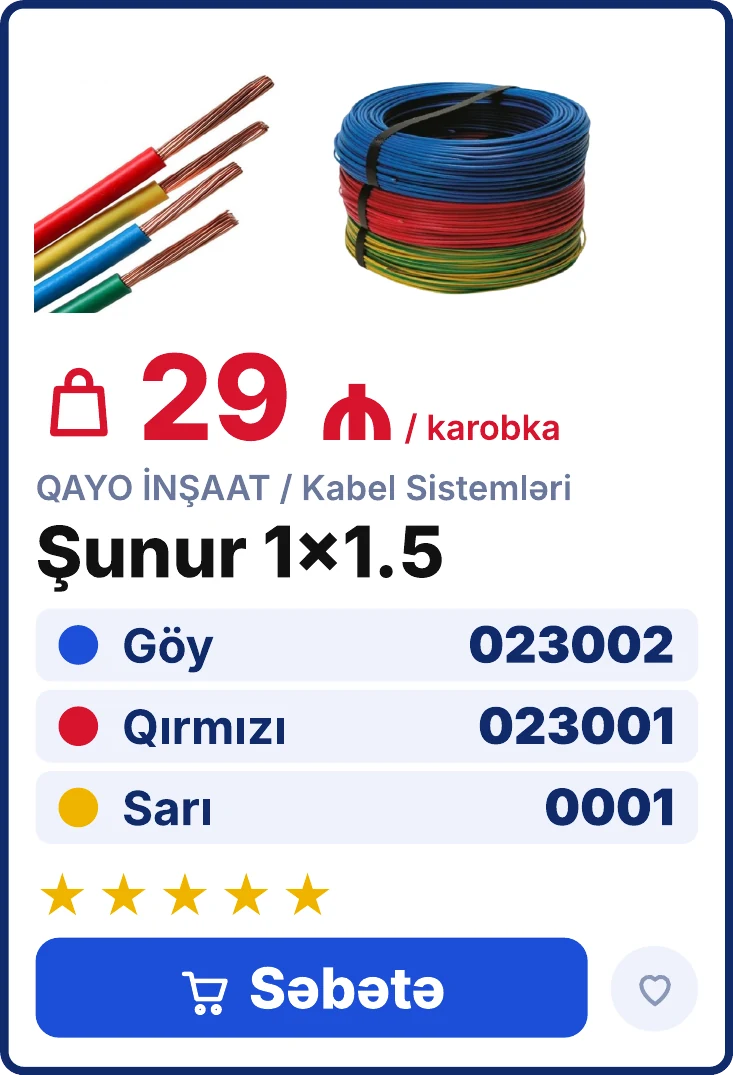 29 ₼ / karobka
QAYO İNŞAAT / Kabel Sistemləri
Şunur 1×1.5
Göy 023002
Qırmızı 023001
Sarı 0001
Səbətə